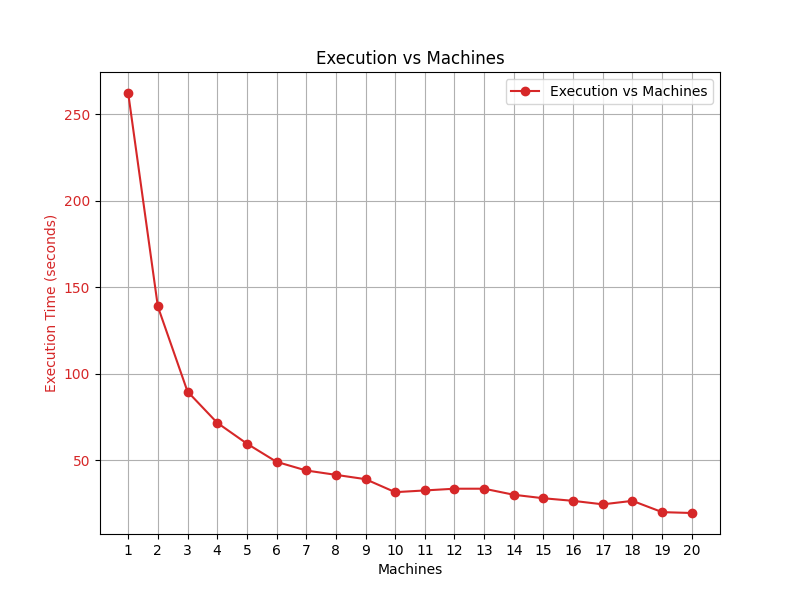 Execution vs Machines
Execution vs Machines
250
200
150
100
50
Execution Time (seconds)
1 2 3 4 5 6 7 8 9 10 11 12 13 14 15 16 17 18 19 20
Machines